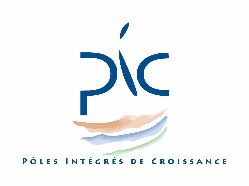 pic
PÔLES INTÉGRÉS DE CROISSANCE